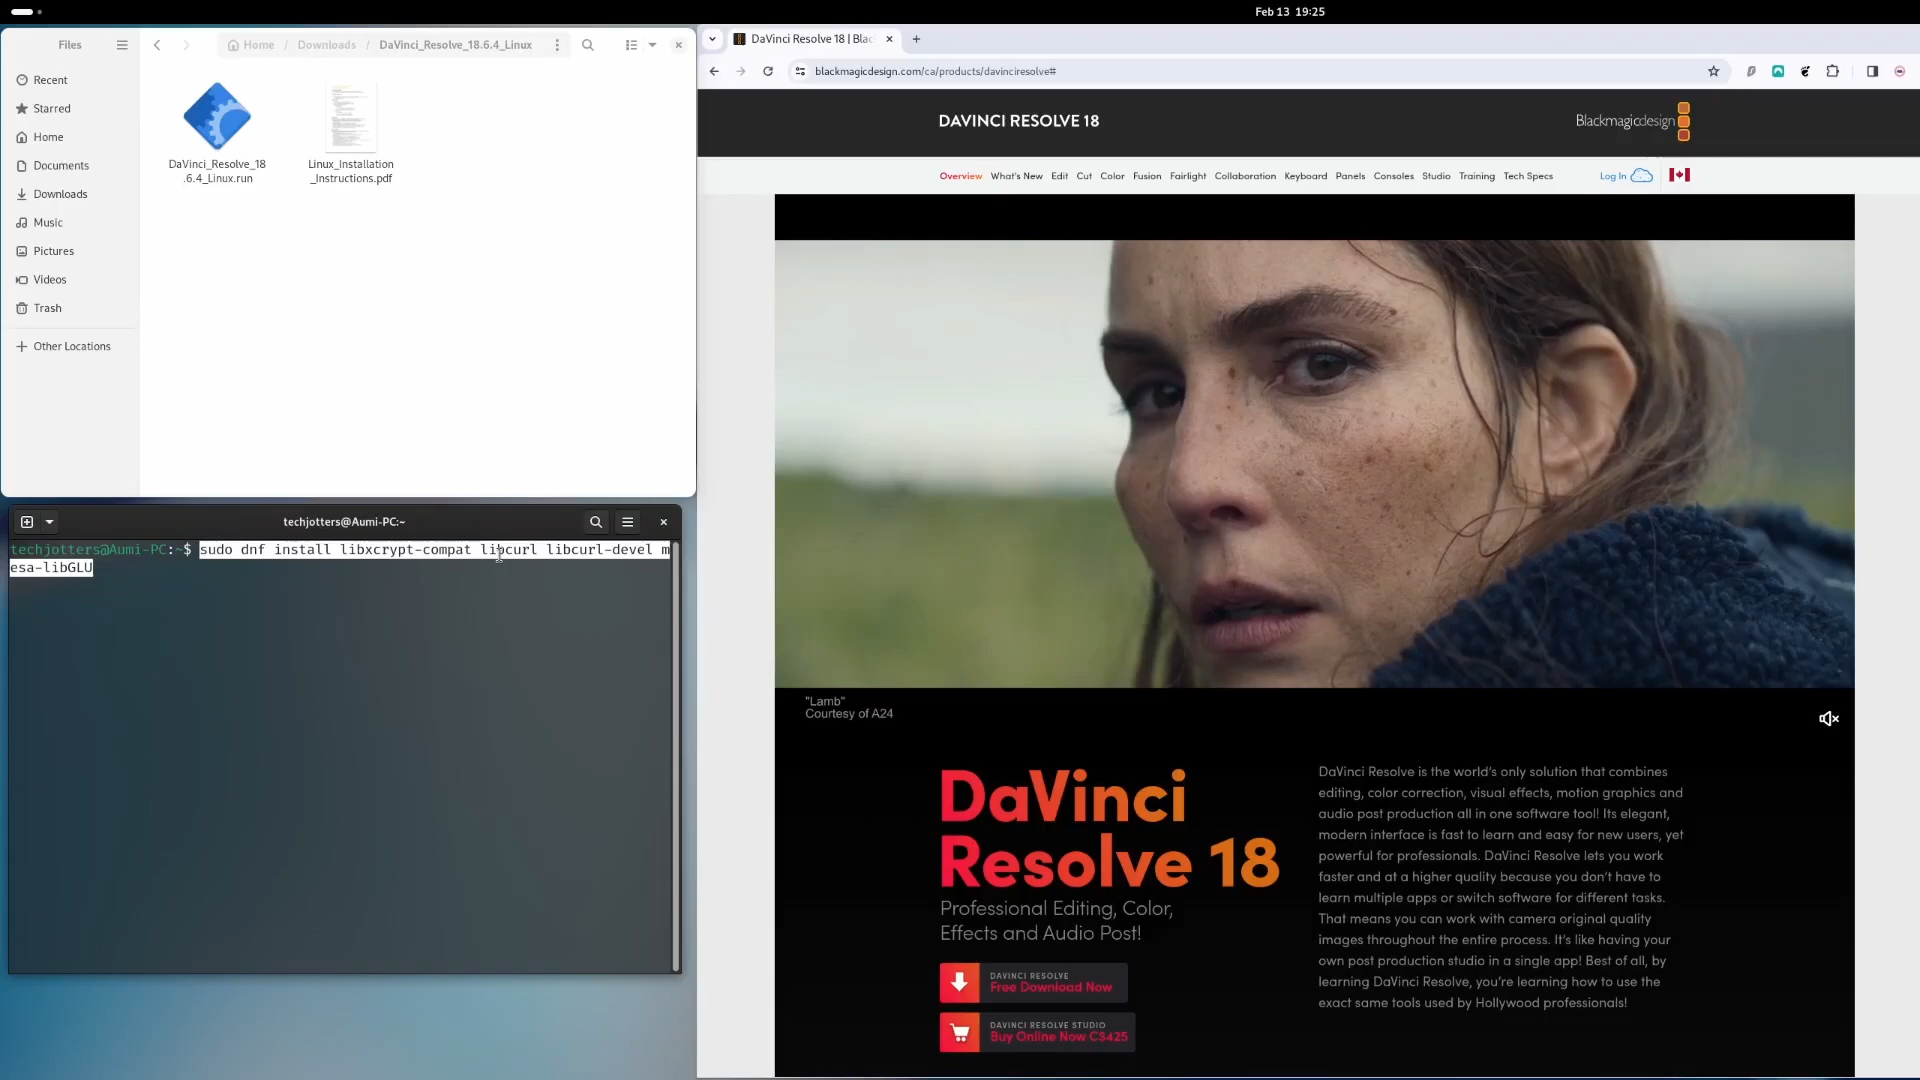 Feb 13 19:25
Files
Home / Downloads / DaVinci_Resolve_18.6.4_Linux
Recent
Starred
Home
Documents
Downloads
Music
Pictures
Videos
Trash
Other Locations
DaVinci_Resolve_18
.6.4_Linux.run
Linux_Installation
_Instructions.pdf
techjotters@Aumi-PC:~
techjotters@Aumi-PC:~$ sudo dnf install libxcrypt-compat libcurl libcurl-devel m
esa-libGLU
DaVinci Resolve 18 | Blac
blackmagicdesign.com/ca/products/davinciresolve#
DAVINCI RESOLVE 18
Blackmagicdesign
Overview What's New Edit Cut Color Fusion Fairlight Collaboration Keyboard Panels Consoles Studio Training Tech Specs
Log In
"Lamb"
Courtesy of A24
DaVinci
Resolve 18
Professional Editing, Color,
Effects and Audio Post!
DAVINCI RESOLVE
Free Download Now
DAVINCI RESOLVE STUDIO
Buy Online Now C$425
DaVinci Resolve is the world's only solution that combines
editing, color correction, visual effects, motion graphics and
audio post production all in one software tool! Its elegant,
modern interface is fast to learn and easy for new users, yet
powerful for professionals. DaVinci Resolve lets you work
faster and at a higher quality because you don't have to
learn multiple apps or switch software for different tasks.
That means you can work with camera original quality
images throughout the entire process. It's like having your
own post production studio in a single app! Best of all, by
learning DaVinci Resolve, you're learning how to use the
exact same tools used by Hollywood professionals!